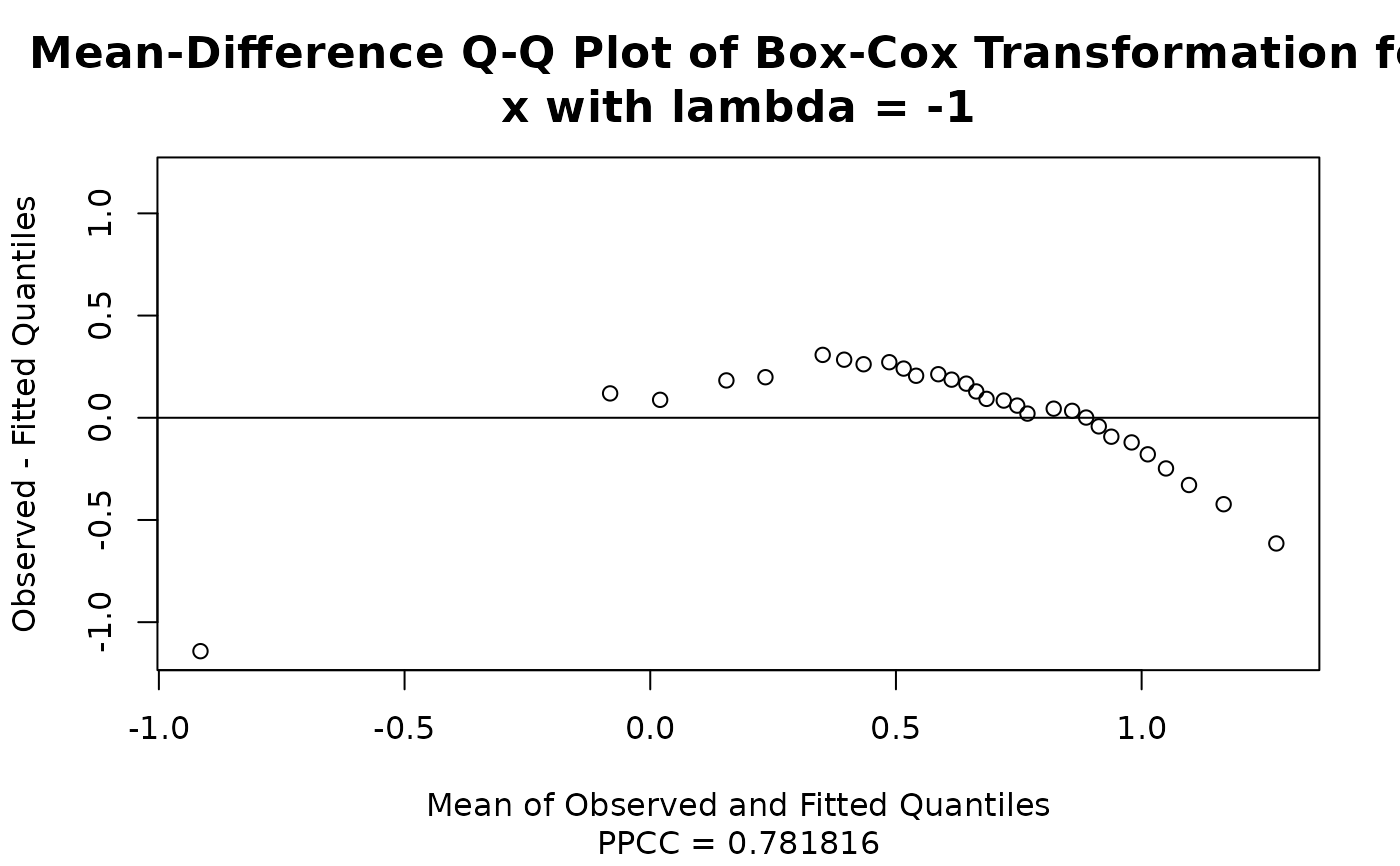 Mean-Difference Q-Q Plot of Box-Cox Transformation
x with lambda = -1
Observed - Fitted Quantiles
1.0
0.5
0.0
-0.5
-1.0
-1.0 -0.5 0.0 0.5 1.0
Mean of Observed and Fitted Quantiles
PPCC = 0.781816